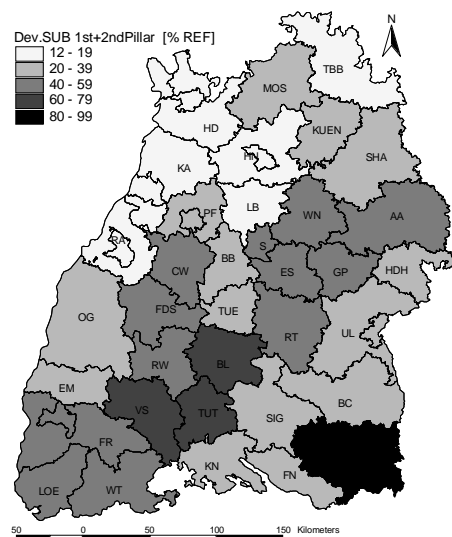 Dev.SUB 1st+2ndPillar [% REF]
12 - 19
20 - 39
40 - 59
60 - 79
80 - 99
N
TBB
MOS
HD
KUEN
HN
SHA
KA
PF
LB
WN
AA
RA
S
CW
BB
ES
GP
HDH
OG
FDS
TUE
RT
UL
RW
BL
EM
VS
TUT
SIG
BC
FR
KN
FN
LOE
WT
50 0 50 100 150 Kilometers